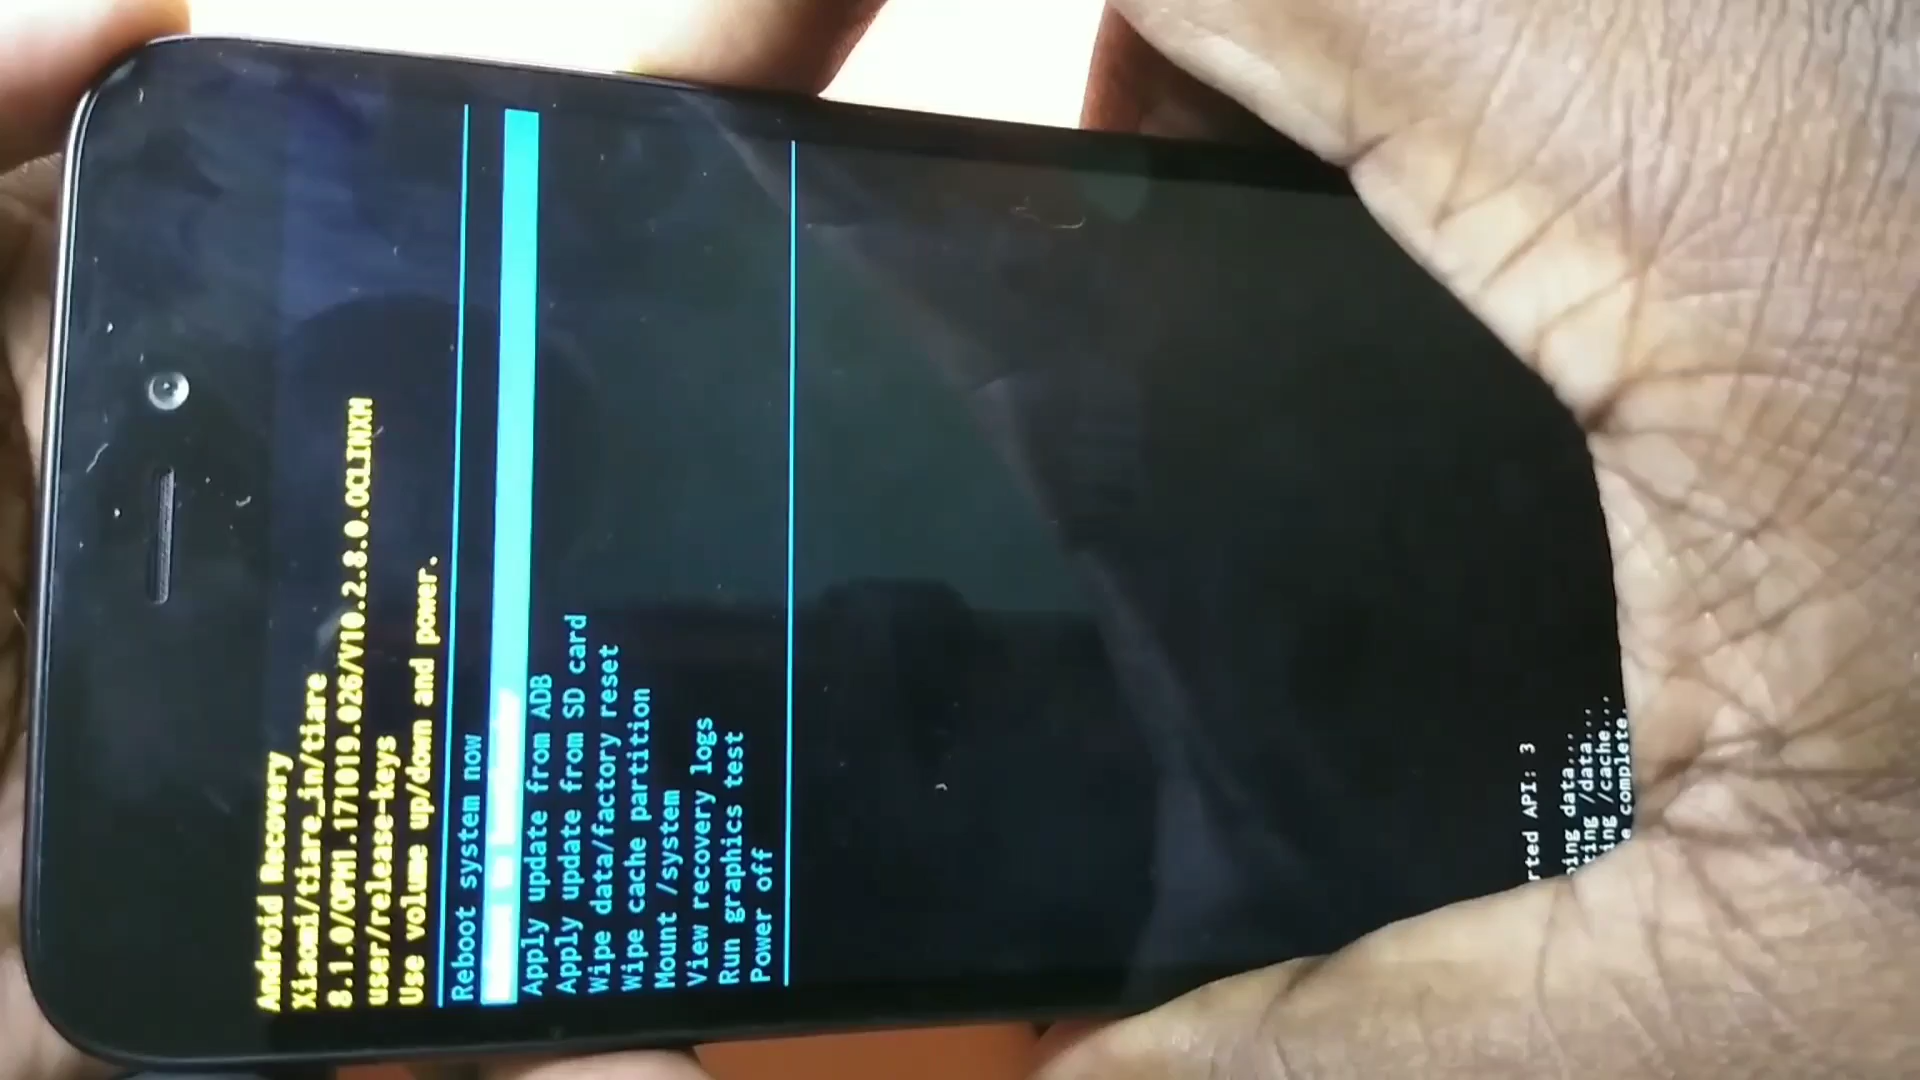 Android Recovery
Xiaomi/tiare_in/tiare
8.1.0/OPM1.171019.026/V10.2.8.0.OCLINXM
user/release-keys
Use volume up/down and power.
Reboot system now
Apply update from ADB
Apply update from SD card
Wipe data/factory reset
Wipe cache partition
Mount /system
View recovery logs
Run graphics test
Power off
API: 3
data...
/data...
/cache...
complete.